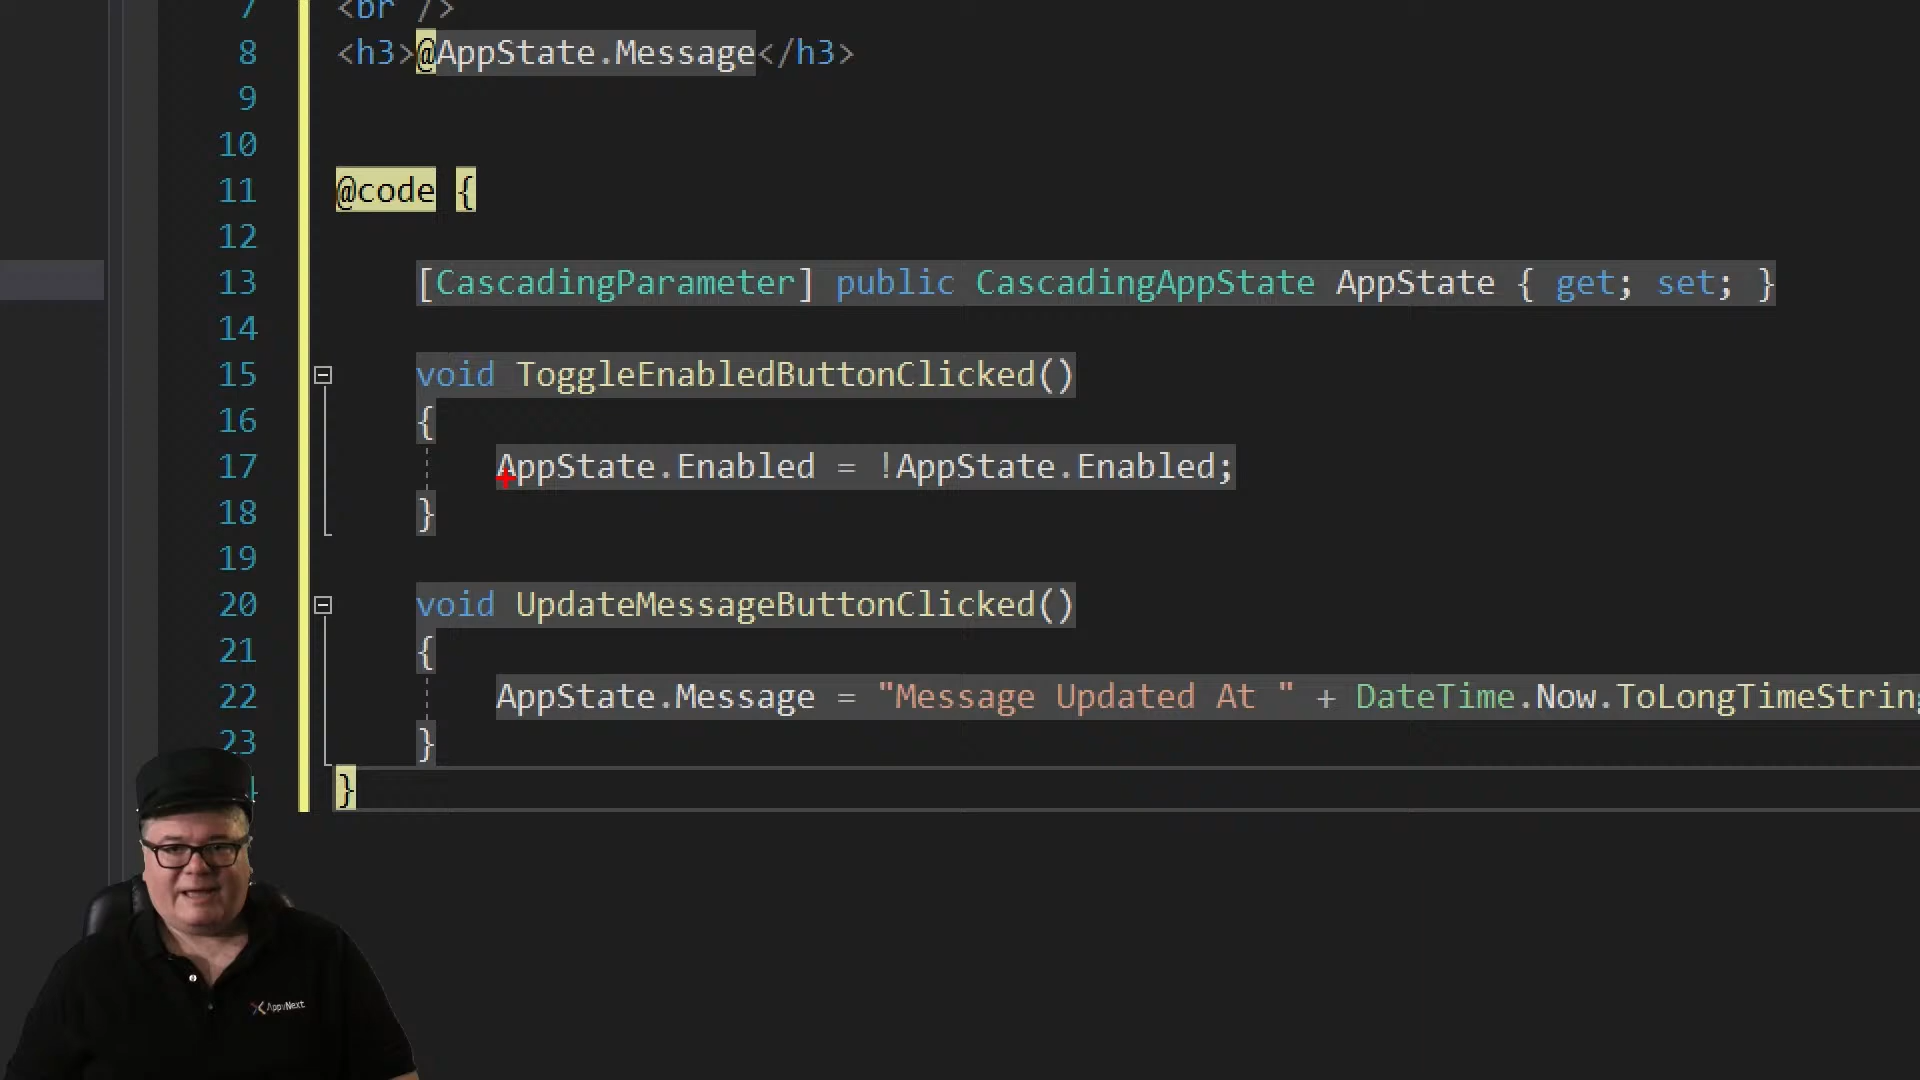 7 <br />
8 <h3>@AppState.Message</h3>
9
10
11 @code {
12
13 [CascadingParameter] public CascadingAppState AppState { get; set; }
14
15 void ToggleEnabledButtonClicked()
16 {
17 AppState.Enabled = !AppState.Enabled;
18 }
19
20 void UpdateMessageButtonClicked()
21 {
22 AppState.Message = "Message Updated At " + DateTime.Now.ToLongTimeString
23 }
}
AppvNext